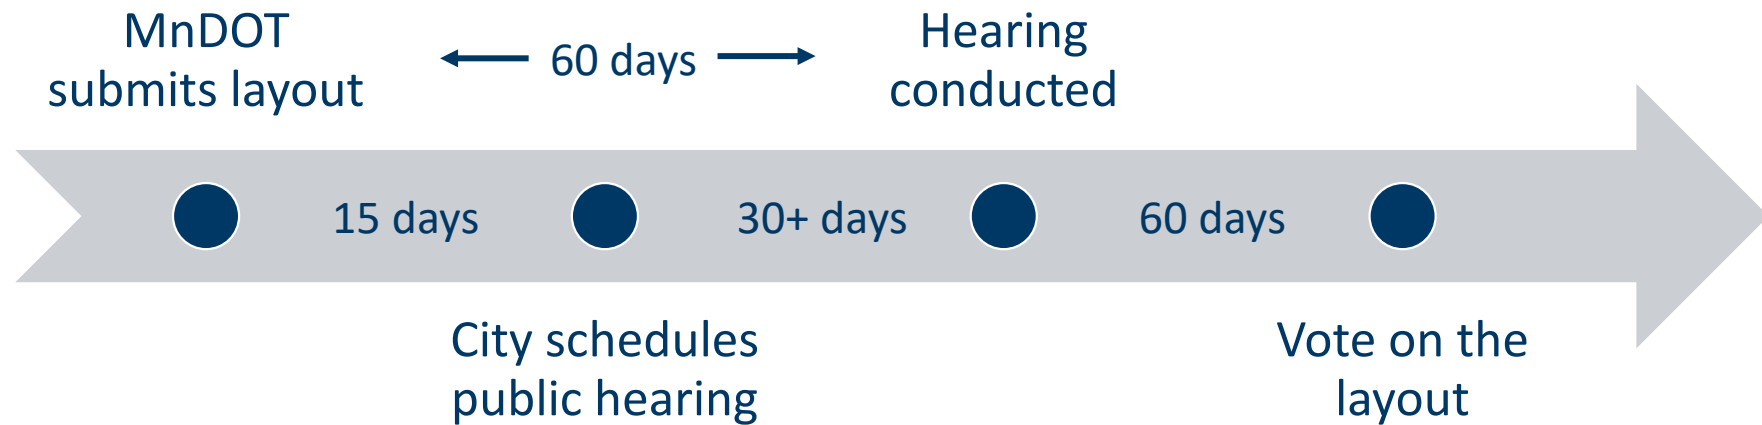 MnDOT
submits layout
60 days
Hearing
conducted
15 days
30+ days
60 days
City schedules
public hearing
Vote on the
layout